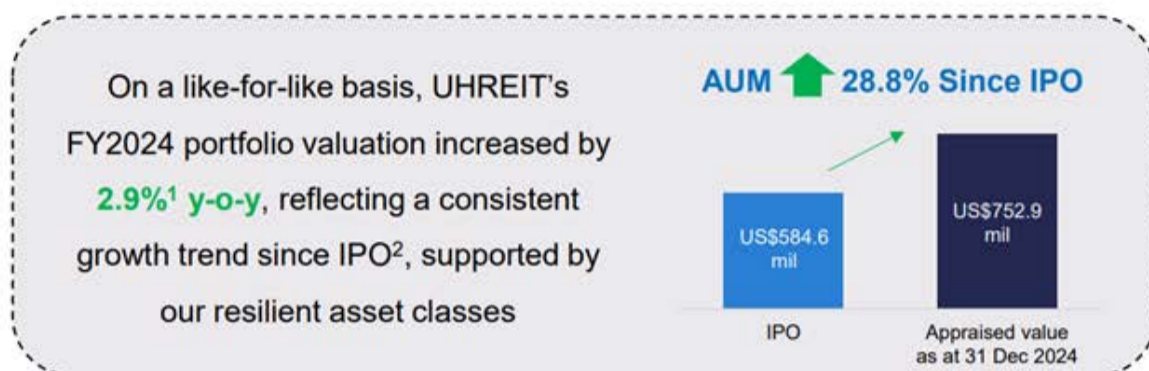 On a like-for-like basis, UHREIT's
FY2024 portfolio valuation increased by
2.9%¹ y-o-y, reflecting a consistent
growth trend since IPO², supported by
our resilient asset classes
AUM 28.8% Since IPO
US$584.6
mil
US$752.9
mil
IPO
Appraised value
as at 31 Dec 2024